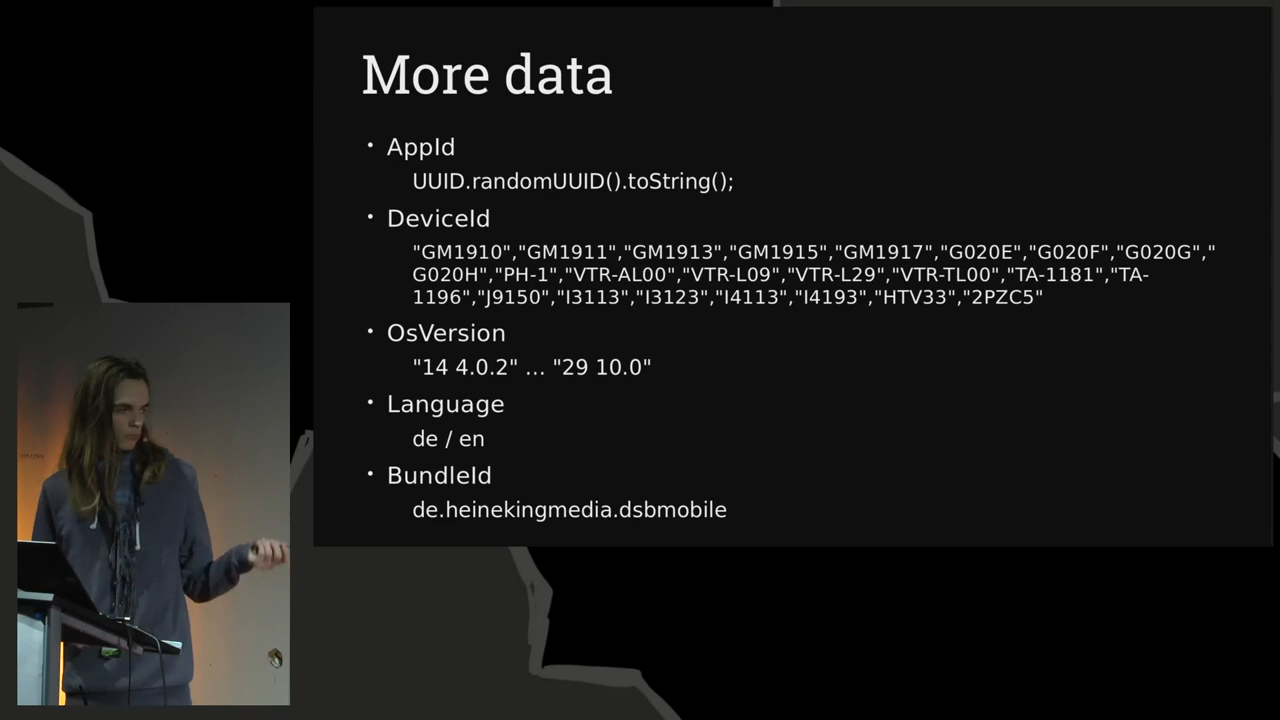 More data
• AppId
UUID.randomUUID().toString();
• DeviceId
"GM1910","GM1911","GM1913","GM1915","GM1917","G020E","G020F","G020G","
G020H","PH-1","VTR-AL00","VTR-L09","VTR-L29","VTR-TL00","TA-1181","TA-
1196","J9150","I3113","I3123","I4113","I4193","HTV33","2PZC5"
• OsVersion
"14 4.0.2" … "29 10.0"
• Language
de / en
• BundleId
de.heinekingmedia.dsbmobile